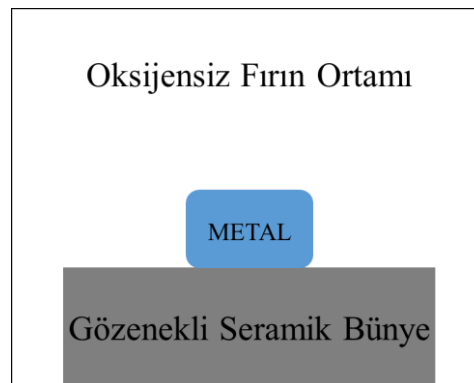 Oksijensiz Fırın Ortamı
METAL
Gözenekli Seramik Bünye